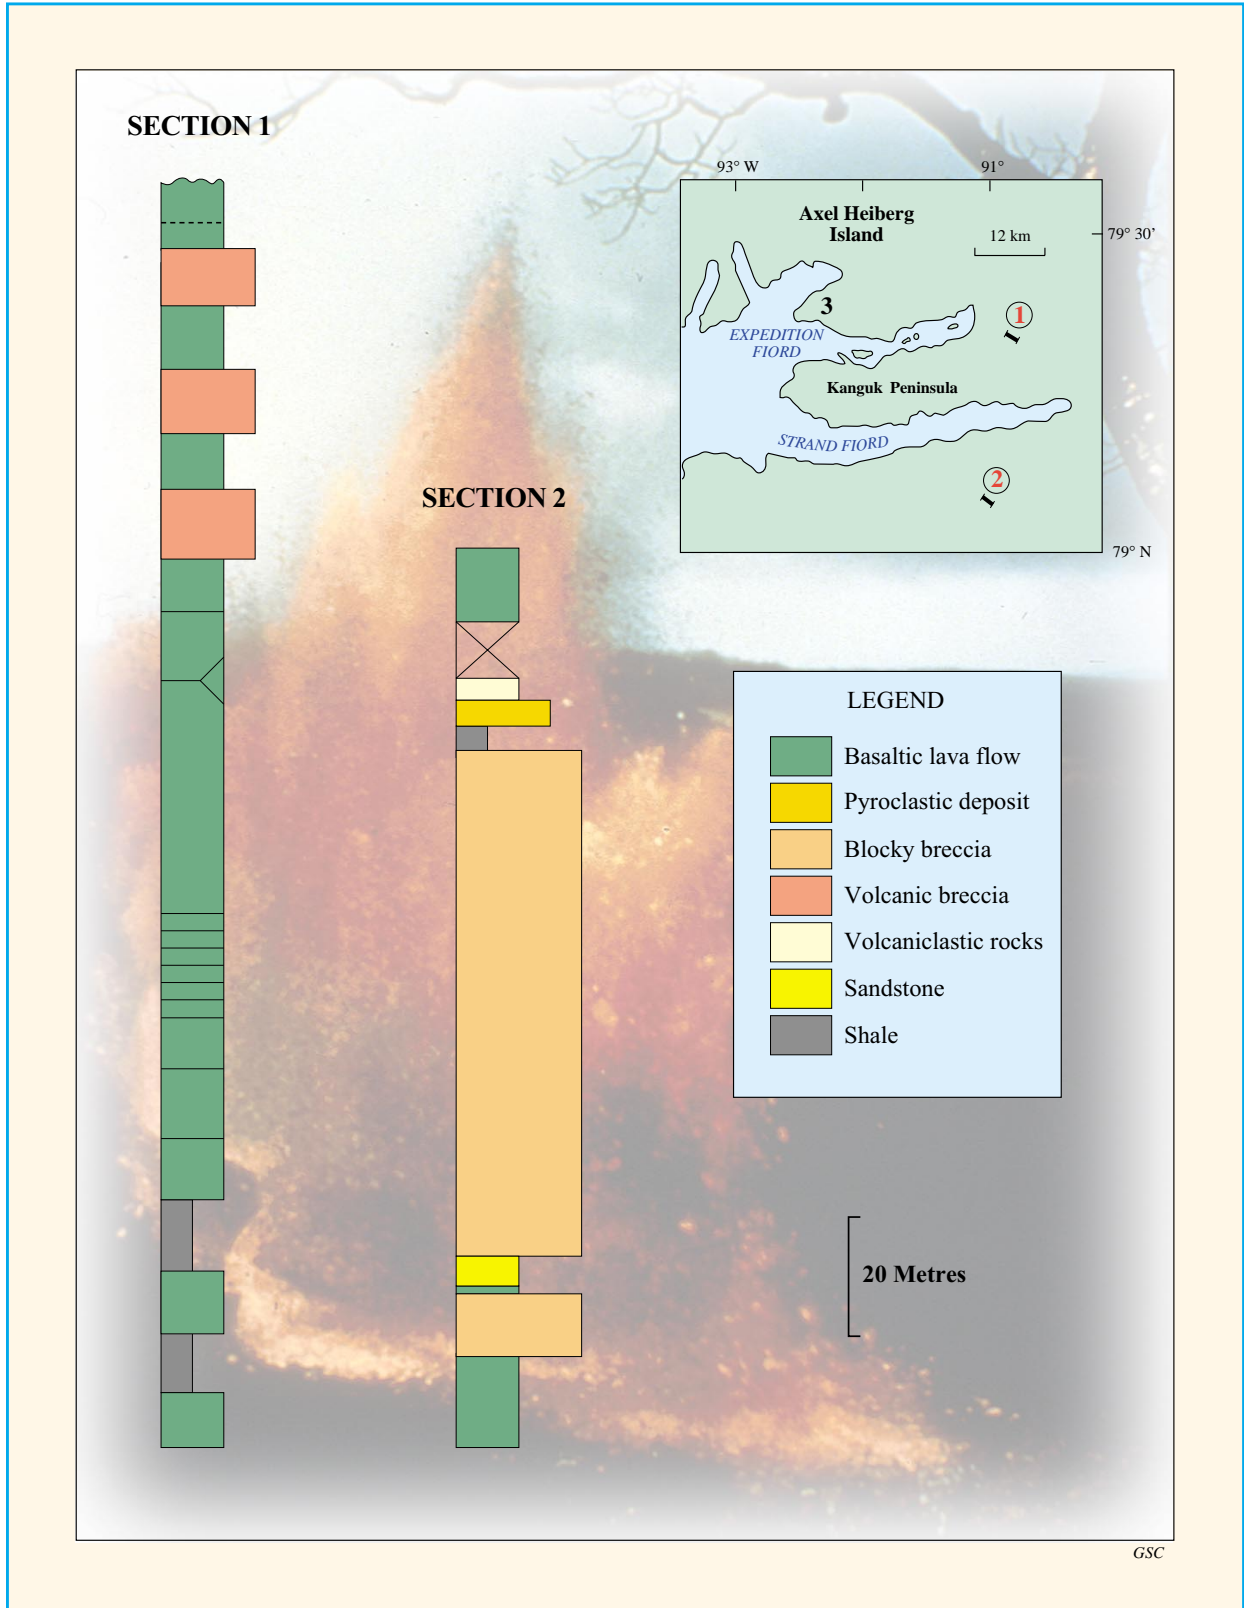 SECTION 1
93° W
91°
Axel Heiberg
Island
12 km
79° 30’
3
1
EXPEDITION
FIORD
Kanguk Peninsula
STRAND FIORD
2
79° N
SECTION 2
LEGEND
Basaltic lava flow
Pyroclastic deposit
Blocky breccia
Volcanic breccia
Volcaniclastic rocks
Sandstone
Shale
20 Metres
GSC